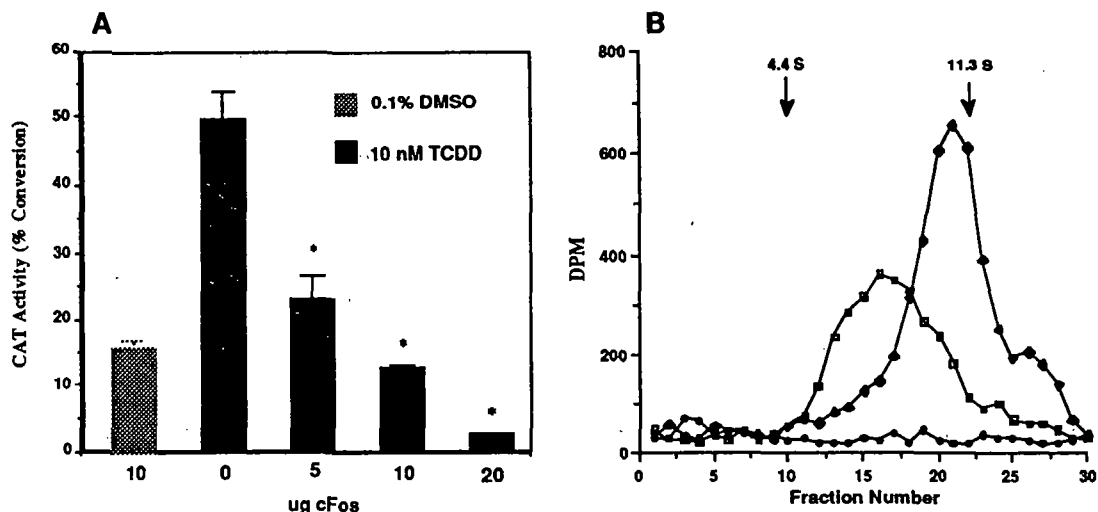 A
CAT Activity (% Conversion)
60
50
40
30
20
10
0
0.1% DMSO
10 nM TCDD
*
*
*
10 0 5 10 20
ug cFos
B
DPM
800
600
400
200
0
4.4 S
11.3 S
0 5 10 15 20 25 30
Fraction Number